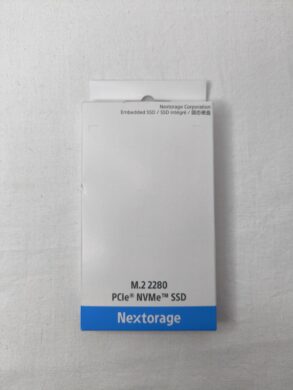 Nextorage Corporation
Embedded SSD / SSD intégré / 固态硬盘
M.2 2280
PCIe® NVMe™ SSD
Nextorage